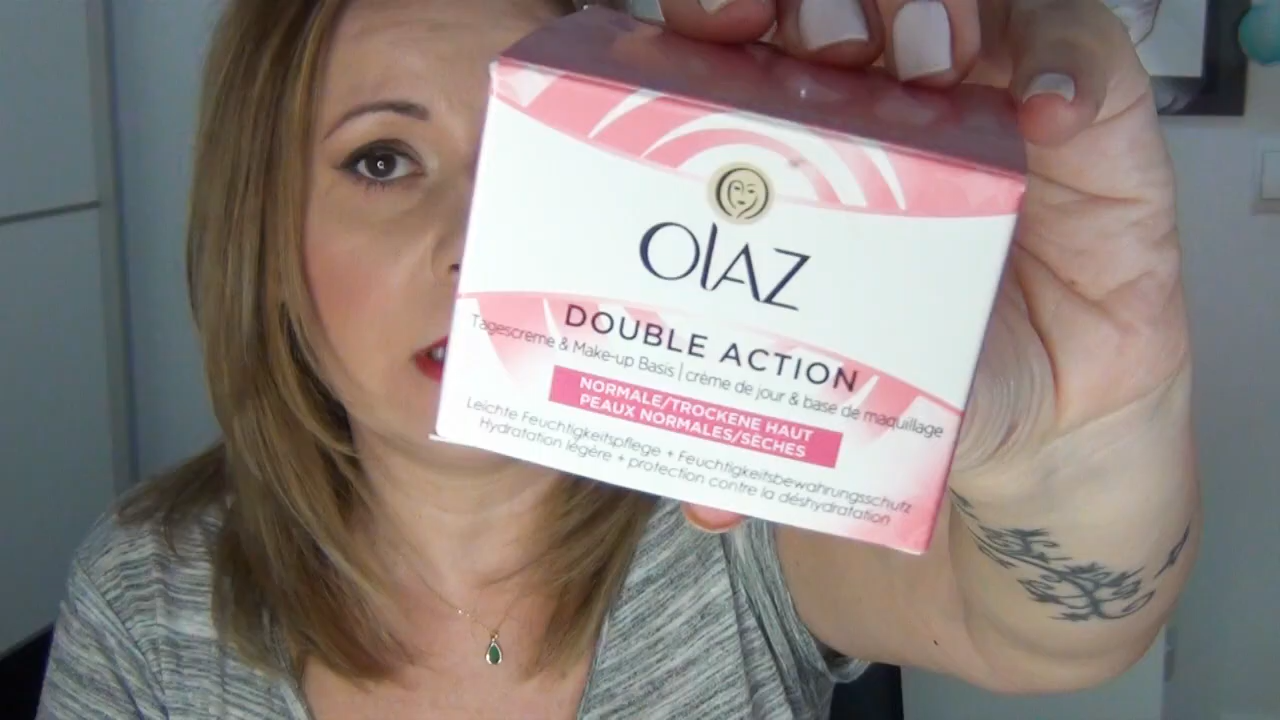 OLAZ
DOUBLE ACTION
Tagescreme & Make-up Basis | crème de jour & base de maquillage
NORMALE/TROCKENE HAUT
PEAUX NORMALES/SÈCHES
Leichte Feuchtigkeitspflege + Feuchtigkeitsbewahrungsschutz
Hydratation légère + protection contre la déshydratation